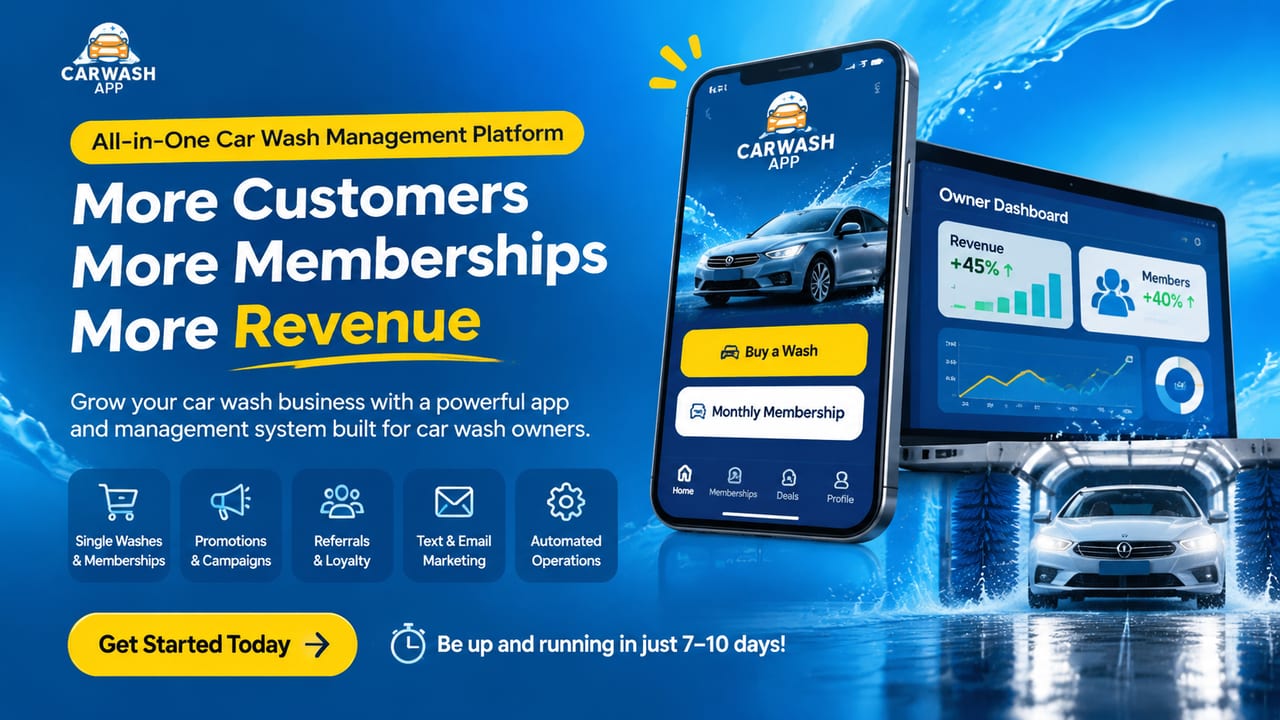 CARWASH
APP
All-in-One Car Wash Management Platform
More Customers
More Memberships
More Revenue
Grow your car wash business with a powerful app
and management system built for car wash owners.
Single Washes
& Memberships
Promotions
& Campaigns
Referrals
& Loyalty
Text & Email
Marketing
Automated
Operations
Get Started Today
Be up and running in just 7–10 days!
CARWASH
APP
Buy a Wash
Monthly Membership
Home
Memberships
Deals
Profile
Owner Dashboard
Revenue
+45% ↑
Members
+40% ↑